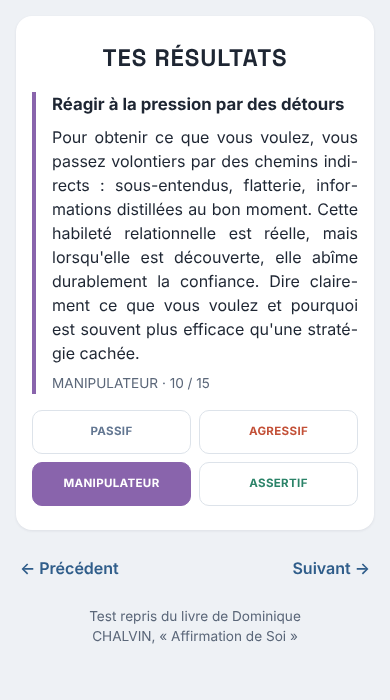 TES RÉSULTATS
Réagir à la pression par des détours
Pour obtenir ce que vous voulez, vous
passez volontiers par des chemins indi-
rects : sous-entendus, flatterie, infor-
mations distillées au bon moment. Cette
habileté relationnelle est réelle, mais
lorsqu'elle est découverte, elle abîme
durablement la confiance. Dire claire-
ment ce que vous voulez et pourquoi
est souvent plus efficace qu'une straté-
gie cachée.
MANIPULATEUR · 10 / 15
PASSIF
AGRESSIF
MANIPULATEUR
ASSERTIF
← Précédent
Suivant →
Test repris du livre de Dominique
CHALVIN, « Affirmation de Soi »